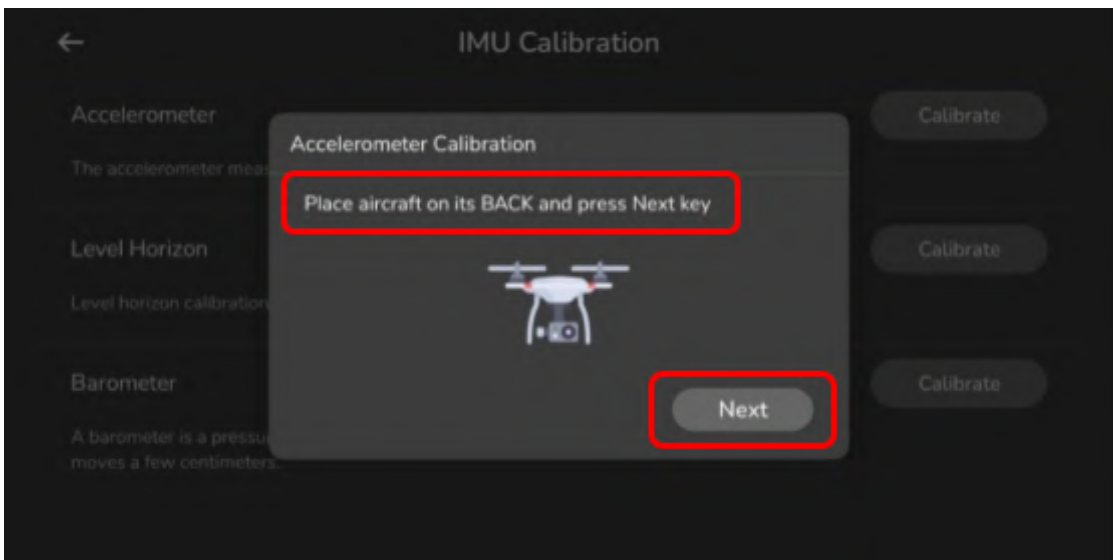 IMU Calibration
Accelerometer
Calibrate
The accelerometer meas
Accelerometer Calibration
Place aircraft on its BACK and press Next key
Level Horizon
Calibrate
Level horizon calibration
Barometer
Calibrate
Next
A barometer is a pressu
moves a few centimeters.